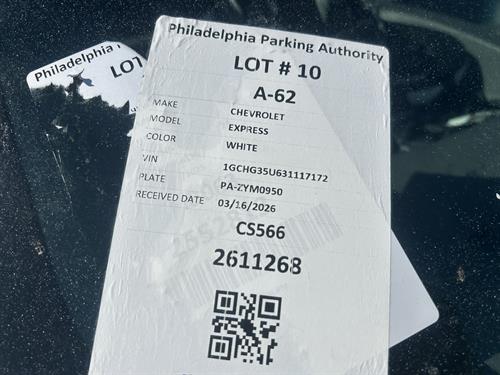 Philadelphia Parking Authority
LOT # 10
A-62
MAKE CHEVROLET
MODEL EXPRESS
COLOR WHITE
VIN 1GCHG35U631117172
PLATE PA-ZYM0950
RECEIVED DATE 03/16/2026
CS566
2611268
Philadelphia
LOT